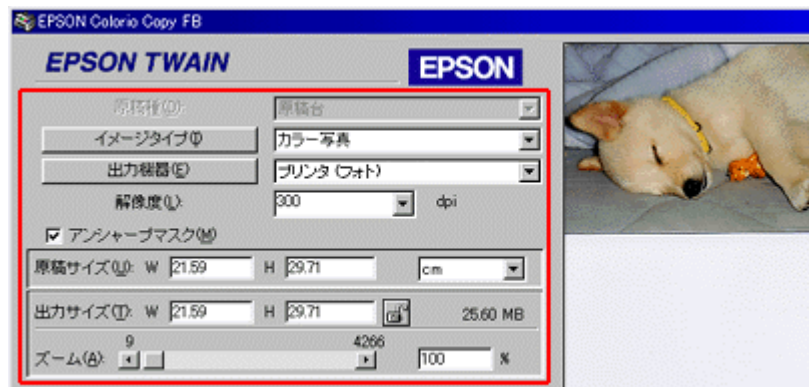 EPSON Colorio Copy FB
EPSON TWAIN EPSON
原稿種(D): 原稿台
イメージタイプ(I) カラー写真
出力機器(E) プリンタ(フォト)
解像度(L): 300 dpi
アンシャープマスク(M)
原稿サイズ(U): W 21.59 H 29.71 cm
出力サイズ(T): W 21.59 H 29.71 25.60 MB
9 4266
ズーム(A): 100 %